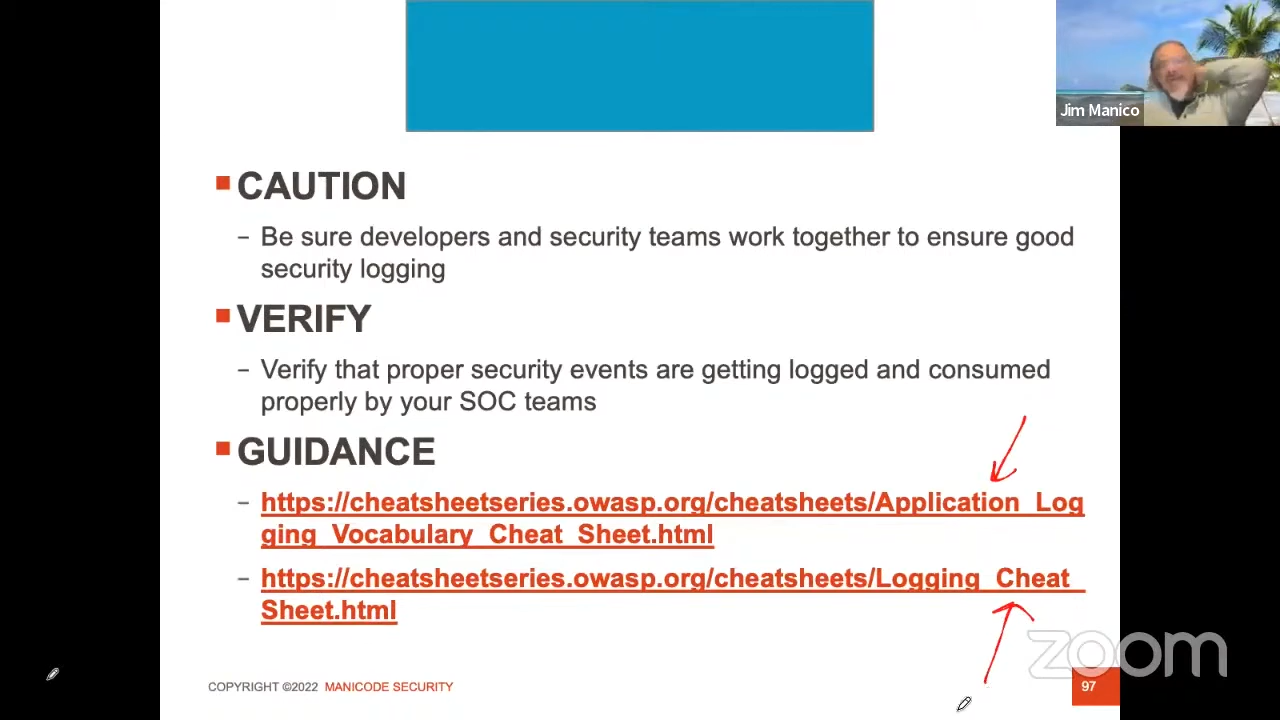 Jim Manico
CAUTION
– Be sure developers and security teams work together to ensure good
security logging
VERIFY
– Verify that proper security events are getting logged and consumed
properly by your SOC teams
GUIDANCE
– https://cheatsheetseries.owasp.org/cheatsheets/Application_Log
ging_Vocabulary_Cheat_Sheet.html
– https://cheatsheetseries.owasp.org/cheatsheets/Logging_Cheat_
Sheet.html
zoom
COPYRIGHT ©2022 MANICODE SECURITY
97